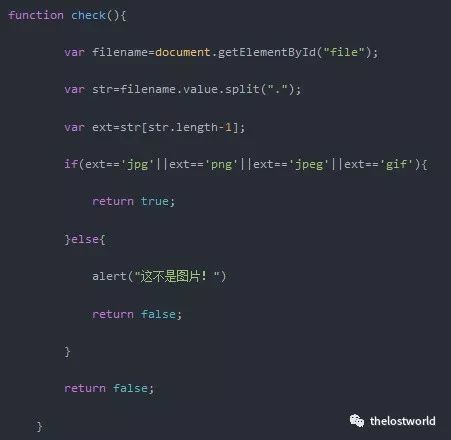 function check(){
var filename=document.getElementById("file");
var str=filename.value.split(".");
var ext=str[str.length-1];
if(ext=='jpg'||ext=='png'||ext=='jpeg'||ext=='gif'){
return true;
}else{
alert("这不是图片！")
return false;
}
return false;
}
thelostworld